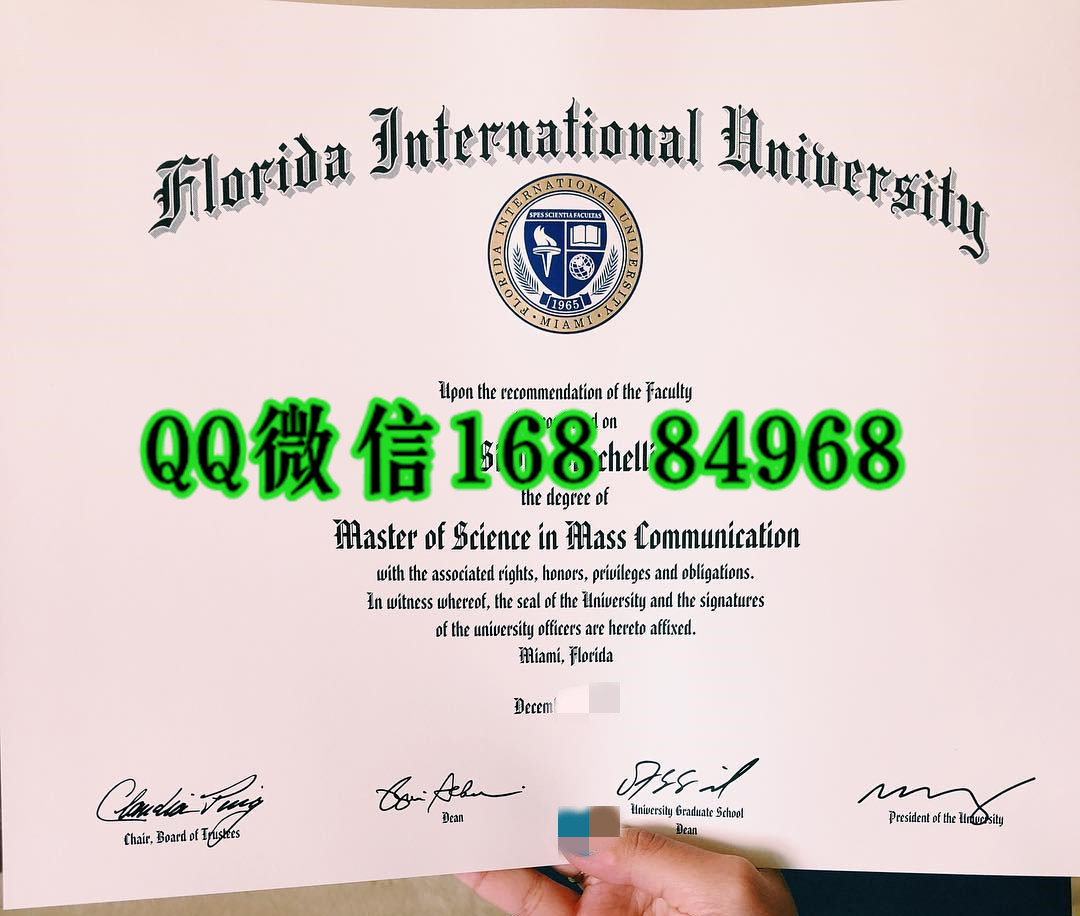 Florida International University
FLORIDA INTERNATIONAL UNIVERSITY
SPES SCIENTIA FACULTAS
1965
MIAMI
Upon the recommendation of the Faculty
on
QQ微信168 84968
the degree of
Master of Science in Mass Communication
with the associated rights, honors, privileges and obligations.
In witness whereof, the seal of the University and the signatures
of the university officers are hereto affixed.
Miami, Florida
Claudia Puig
Chair, Board of Trustees
Dean
University Graduate School
Dean
President of the University